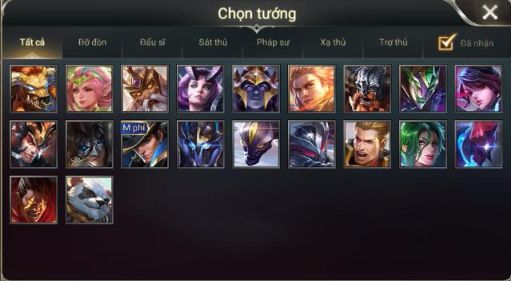 Chọn tướng
Tất cả Đỡ đòn Đấu sĩ Sát thủ Pháp sư Xạ thủ Trợ thủ Đã nhận
M phí